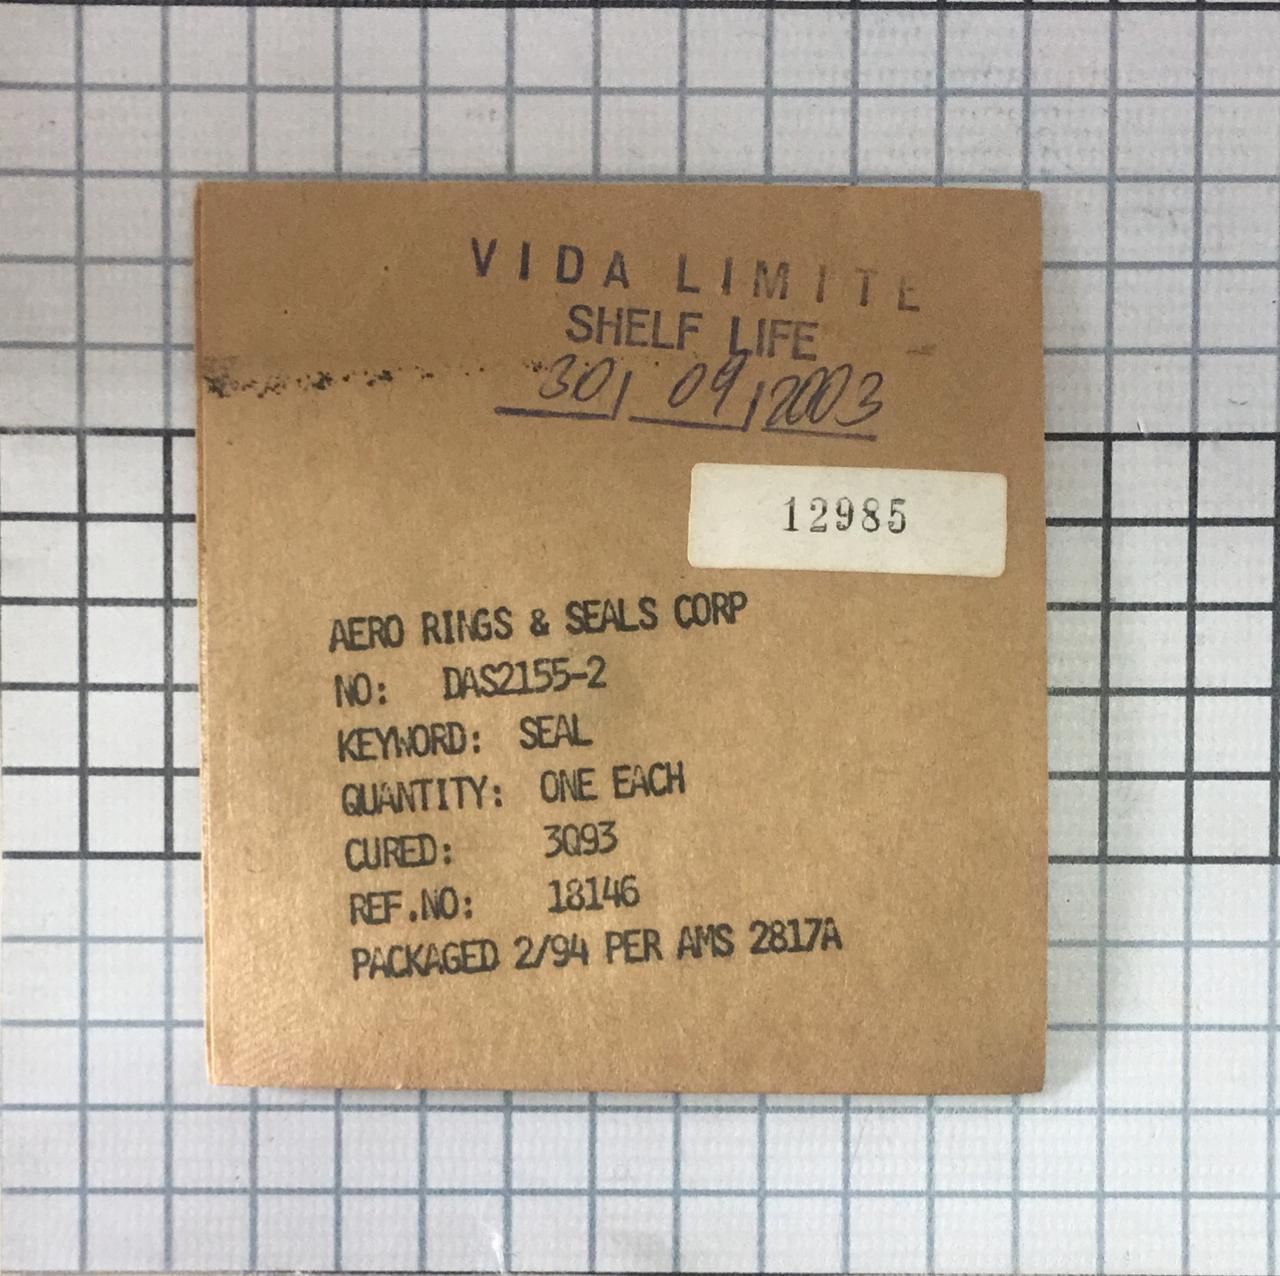 VIDA LIMITE
SHELF LIFE
30/ 09/2003
12985
AERO RINGS & SEALS CORP
NO: DAS2155-2
KEYWORD: SEAL
QUANTITY: ONE EACH
CURED: 3Q93
REF.NO: 18146
PACKAGED 2/94 PER AMS 2817A